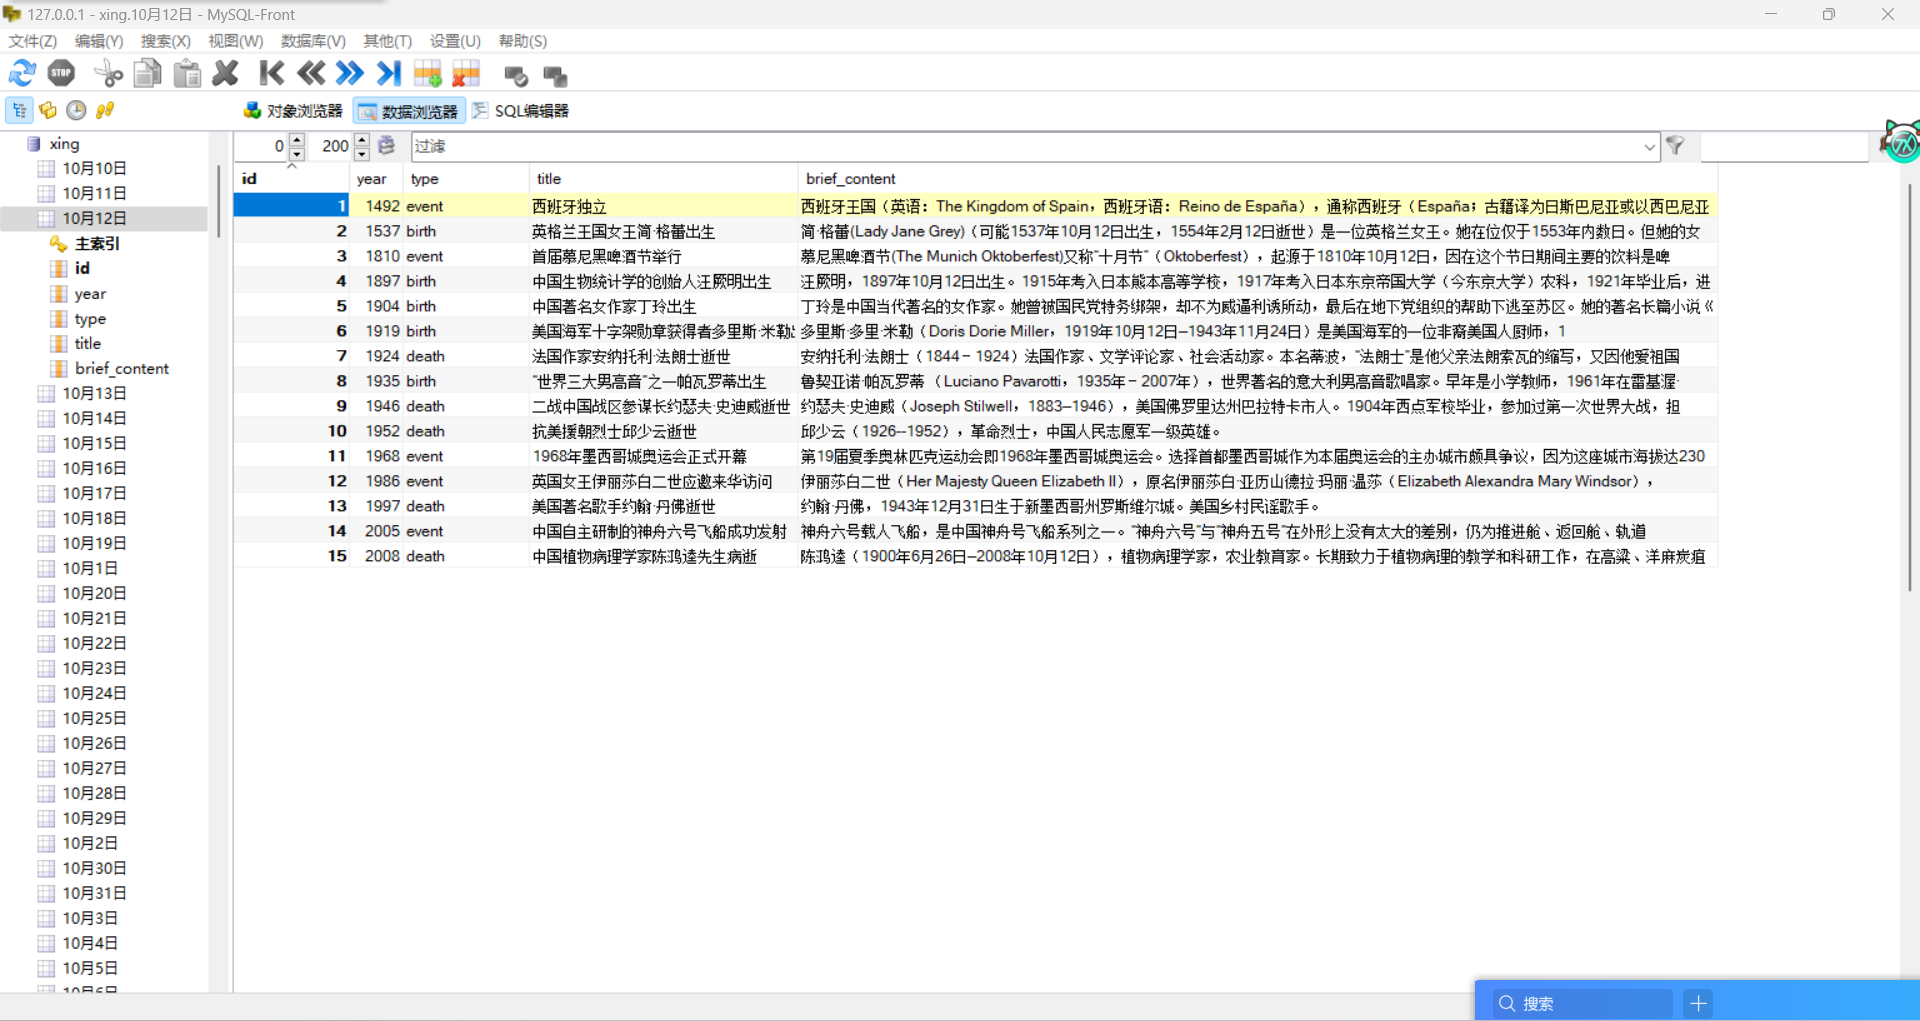 127.0.0.1 - xing.10月12日 - MySQL-Front
文件(Z) 编辑(Y) 搜索(X) 视图(W) 数据库(V) 其他(T) 设置(U) 帮助(S)
STOP
对象浏览器 数据浏览器 SQL编辑器
0 200 过滤
xing
10月10日
10月11日
10月12日
主索引
id
year
type
title
brief_content
10月13日
10月14日
10月15日
10月16日
10月17日
10月18日
10月19日
10月1日
10月20日
10月21日
10月22日
10月23日
10月24日
10月25日
10月26日
10月27日
10月28日
10月29日
10月2日
10月30日
10月31日
10月3日
10月4日
10月5日
10月6日
id year type title brief_content
1 1492 event 西班牙独立 西班牙王国（英语：The Kingdom of Spain，西班牙语：Reino de España），通称西班牙（España；古籍译为日斯巴尼亚或以西巴尼亚
2 1537 birth 英格兰王国女王简·格蕾出生 简·格蕾(Lady Jane Grey)（可能1537年10月12日出生，1554年2月12日逝世）是一位英格兰女王。她在位仅于1553年内数日。但她的女
3 1810 event 首届慕尼黑啤酒节举行 慕尼黑啤酒节(The Munich Oktoberfest)又称“十月节”（Oktoberfest），起源于1810年10月12日，因在这个节日期间主要的饮料是啤
4 1897 birth 中国生物统计学的创始人汪厥明出生 汪厥明，1897年10月12日出生。1915年考入日本熊本高等学校，1917年考入日本东京帝国大学（今东京大学）农科，1921年毕业后，进
5 1904 birth 中国著名女作家丁玲出生 丁玲是中国当代著名的女作家。她曾被国民党特务绑架，却不为威逼利诱所动，最后在地下党组织的帮助下逃至苏区。她的著名长篇小说《
6 1919 birth 美国海军十字架勋章获得者多里斯·米勒 多里斯·多里·米勒（Doris Dorie Miller，1919年10月12日–1943年11月24日）是美国海军的一位非裔美国人厨师，1
7 1924 death 法国作家安纳托利·法朗士逝世 安纳托利·法朗士（1844－1924）法国作家、文学评论家、社会活动家。本名蒂波，“法朗士”是他父亲法朗索瓦的缩写，又因他爱祖国
8 1935 birth “世界三大男高音”之一帕瓦罗蒂出生 鲁契亚诺·帕瓦罗蒂 （Luciano Pavarotti，1935年－2007年），世界著名的意大利男高音歌唱家。早年是小学教师，1961年在雷基渥·
9 1946 death 二战中国战区参谋长约瑟夫·史迪威逝世 约瑟夫·史迪威（Joseph Stilwell，1883–1946），美国佛罗里达州巴拉特卡市人。1904年西点军校毕业，参加过第一次世界大战，担
10 1952 death 抗美援朝烈士邱少云逝世 邱少云（1926--1952），革命烈士，中国人民志愿军一级英雄。
11 1968 event 1968年墨西哥城奥运会正式开幕 第19届夏季奥林匹克运动会即1968年墨西哥城奥运会。选择首都墨西哥城作为本届奥运会的主办城市颇具争议，因为这座城市海拔达230
12 1986 event 英国女王伊丽莎白二世应邀来华访问 伊丽莎白二世（Her Majesty Queen Elizabeth II），原名伊丽莎白·亚历山德拉·玛丽·温莎（Elizabeth Alexandra Mary Windsor），
13 1997 death 美国著名歌手约翰·丹佛逝世 约翰·丹佛，1943年12月31日生于新墨西哥州罗斯维尔城。美国乡村民谣歌手。
14 2005 event 中国自主研制的神舟六号飞船成功发射 神舟六号载人飞船，是中国神舟号飞船系列之一。“神舟六号”与“神舟五号”在外形上没有太大的差别，仍为推进舱、返回舱、轨道
15 2008 death 中国植物病理学家陈鸿逵先生病逝 陈鸿逵（1900年6月26日–2008年10月12日），植物病理学家，农业教育家。长期致力于植物病理的教学和科研工作，在高粱、洋麻炭疽
7X
搜索